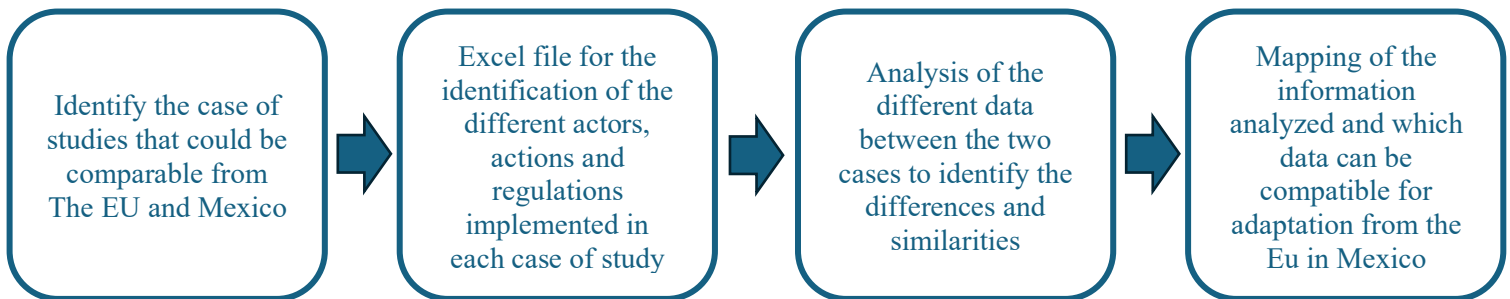 Identify the case of
studies that could be
comparable from
The EU and Mexico
Excel file for the
identification of the
different actors,
actions and
regulations
implemented in
each case of study
Analysis of the
different data
between the two
cases to identify the
differences and
similarities
Mapping of the
information
analyzed and which
data can be
compatible for
adaptation from the
Eu in Mexico